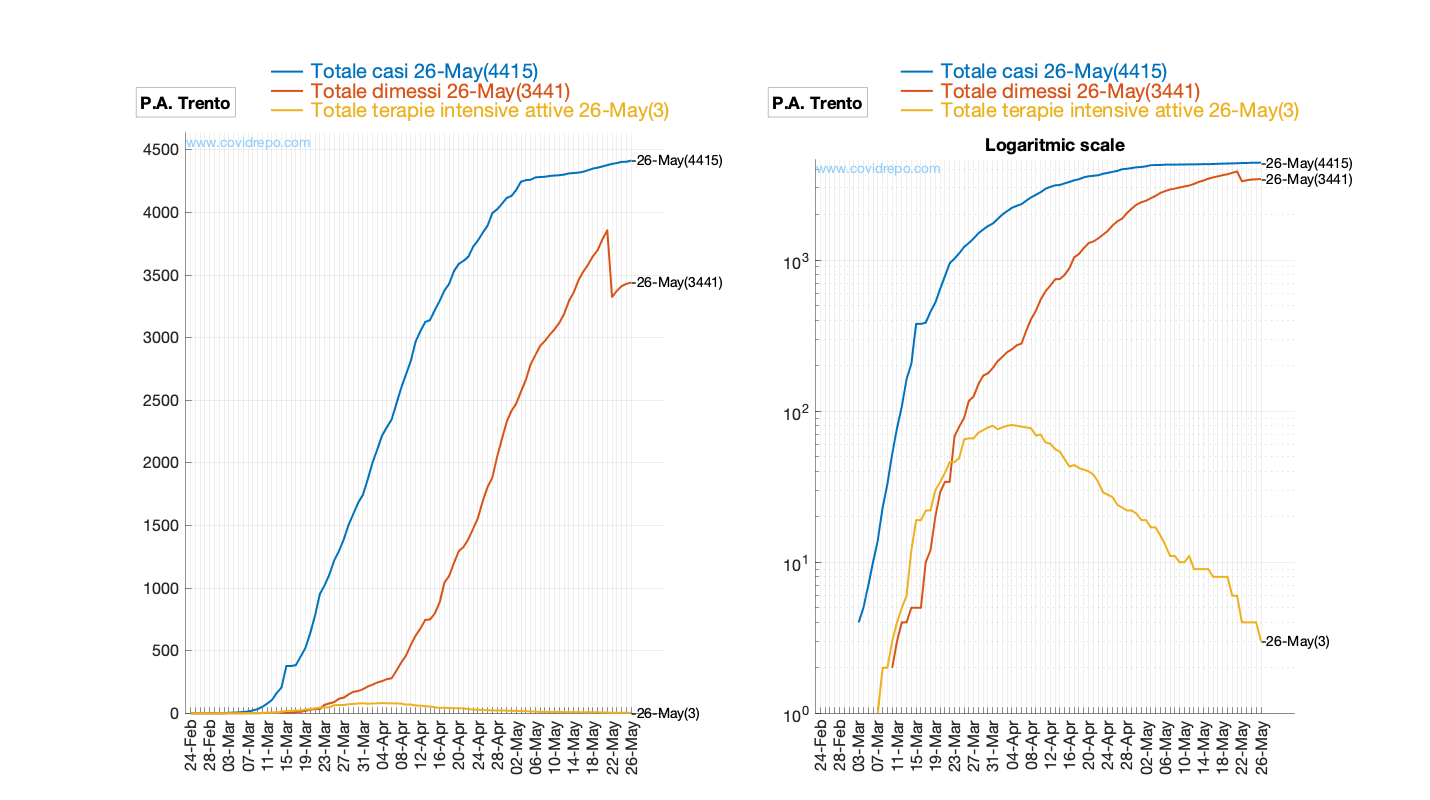 Totale casi 26-May(4415)
Totale dimessi 26-May(3441)
Totale terapie intensive attive 26-May(3)
P.A. Trento
www.covidrepo.com
4500
4000
3500
3000
2500
2000
1500
1000
500
0
26-May(4415)
26-May(3441)
26-May(3)
24-Feb
28-Feb
03-Mar
07-Mar
11-Mar
15-Mar
19-Mar
23-Mar
27-Mar
31-Mar
04-Apr
08-Apr
12-Apr
16-Apr
20-Apr
24-Apr
28-Apr
02-May
06-May
10-May
14-May
18-May
22-May
26-May
Totale casi 26-May(4415)
Totale dimessi 26-May(3441)
Totale terapie intensive attive 26-May(3)
P.A. Trento
Logaritmic scale
www.covidrepo.com
10^3
10^2
10^1
10^0
26-May(4415)
26-May(3441)
26-May(3)
24-Feb
28-Feb
03-Mar
07-Mar
11-Mar
15-Mar
19-Mar
23-Mar
27-Mar
31-Mar
04-Apr
08-Apr
12-Apr
16-Apr
20-Apr
24-Apr
28-Apr
02-May
06-May
10-May
14-May
18-May
22-May
26-May